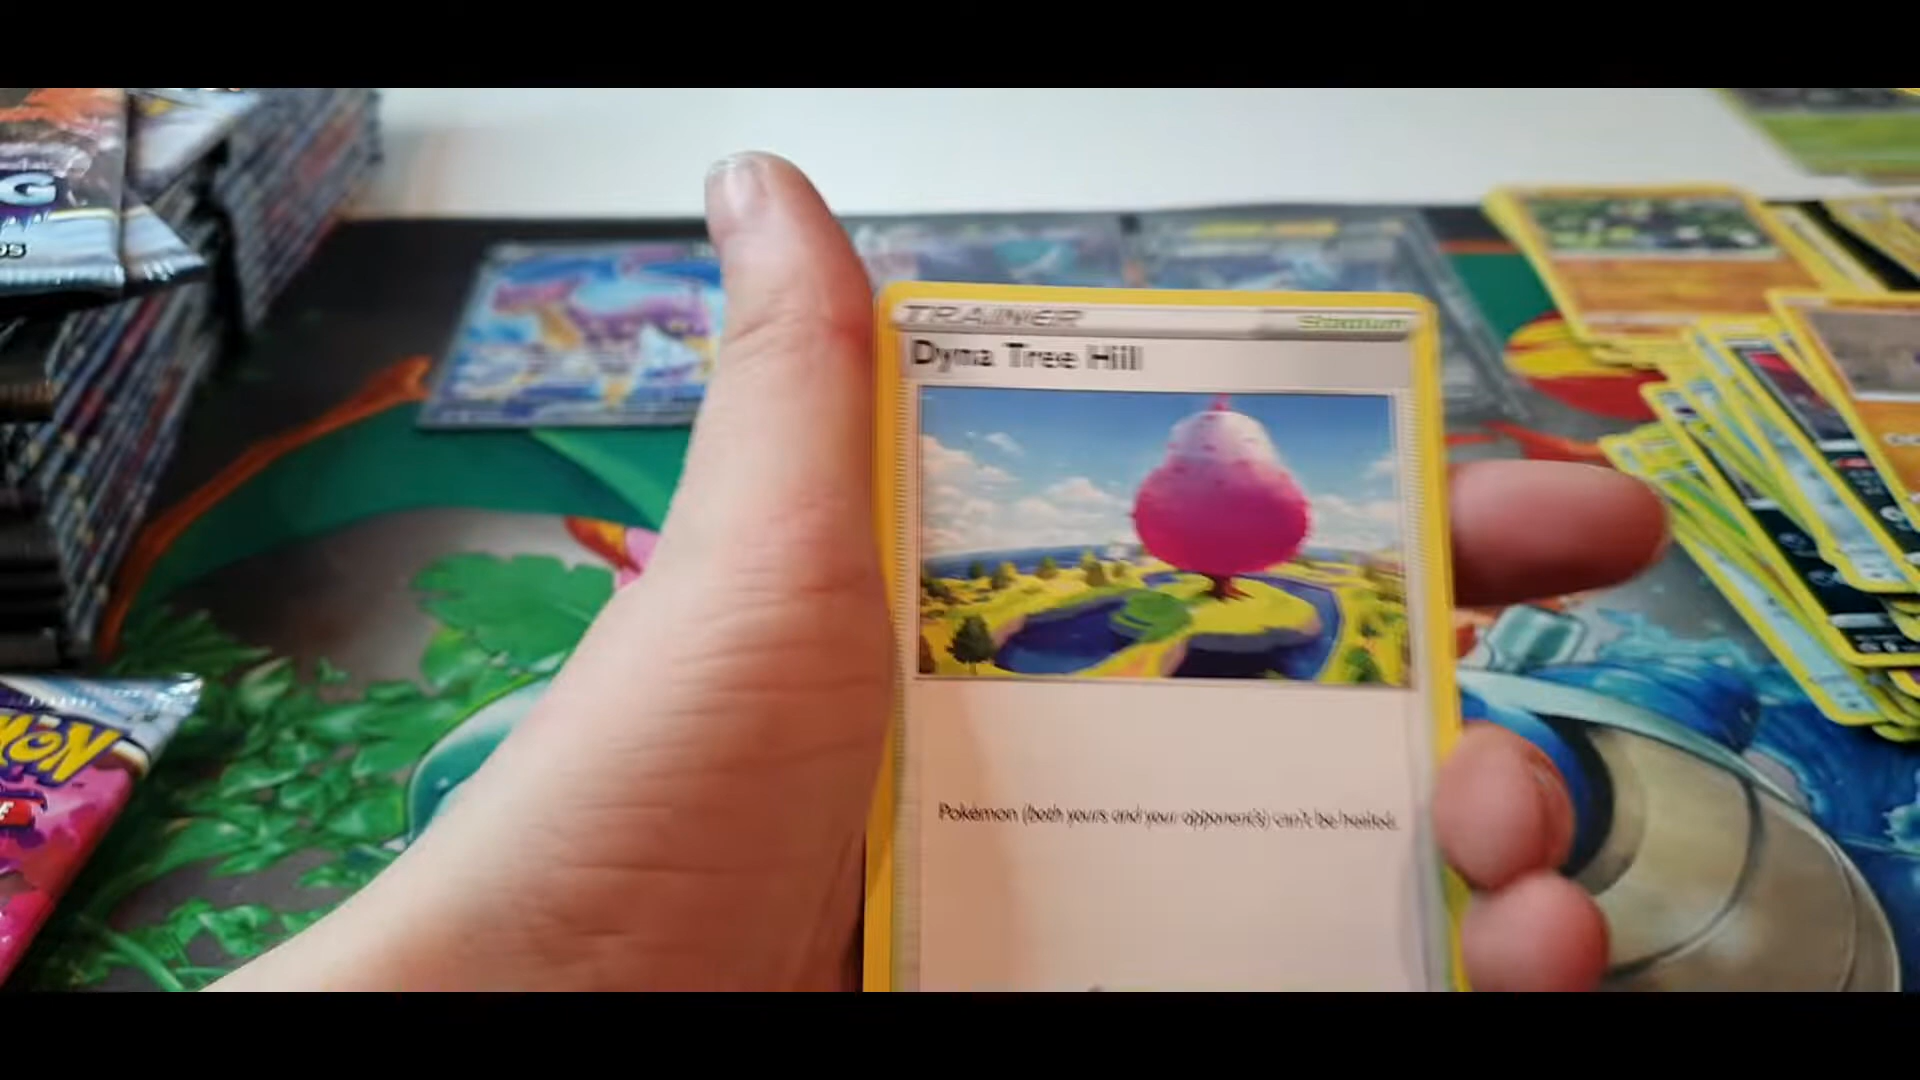 G
TRAINER
Stadium
Dyna Tree Hill
Pokémon (both yours and your opponent's) can't be healed.